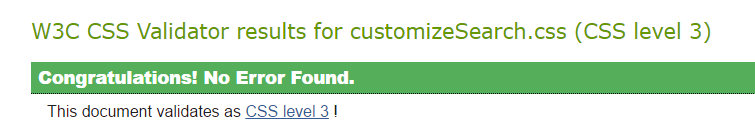 W3C CSS Validator results for customizeSearch.css (CSS level 3)
Congratulations! No Error Found.
This document validates as CSS level 3 !